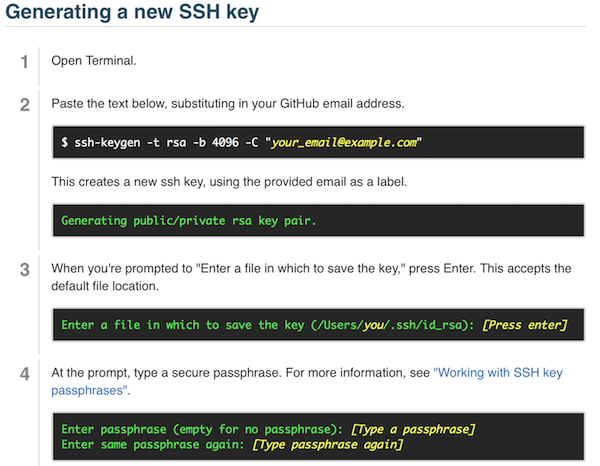 Generating a new SSH key
1 Open Terminal.
2 Paste the text below, substituting in your GitHub email address.
$ ssh-keygen -t rsa -b 4096 -C "your_email@example.com"
This creates a new ssh key, using the provided email as a label.
Generating public/private rsa key pair.
3 When you're prompted to "Enter a file in which to save the key," press Enter. This accepts the
default file location.
Enter a file in which to save the key (/Users/you/.ssh/id_rsa): [Press enter]
4 At the prompt, type a secure passphrase. For more information, see "Working with SSH key
passphrases".
Enter passphrase (empty for no passphrase): [Type a passphrase]
Enter same passphrase again: [Type passphrase again]